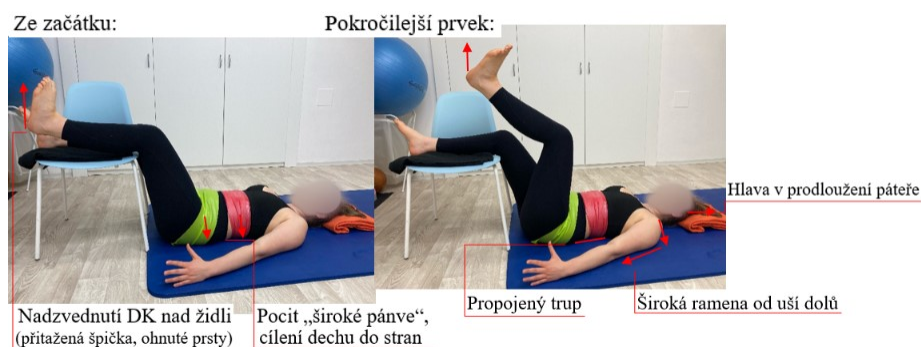 Ze začátku:
Pokročilejší prvek:
Hlava v prodloužení páteře
Nadzvednutí DK nad židli
(přitažená špička, ohnuté prsty)
Pocit „široké pánve“,
cílení dechu do stran
Propojený trup
Široká ramena od uší dolů